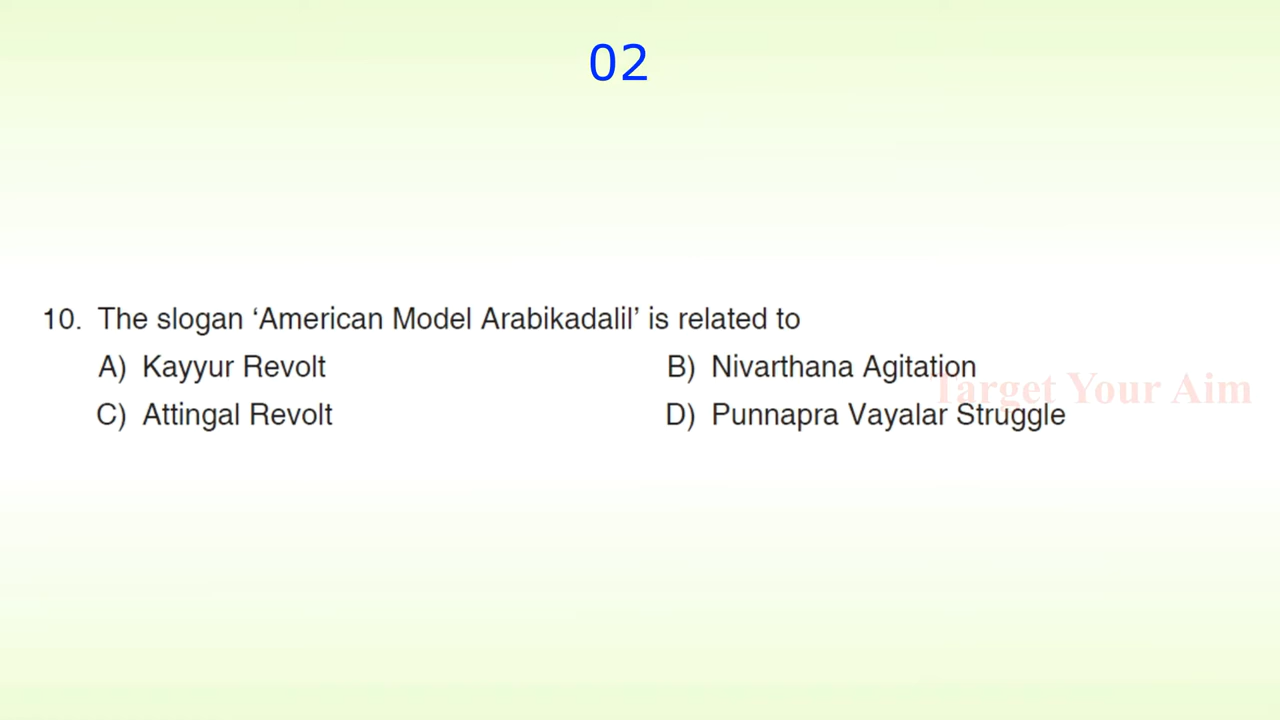 02
10. The slogan ‘American Model Arabikadalil’ is related to
A) Kayyur Revolt B) Nivarthana Agitation
Target Your Aim
C) Attingal Revolt D) Punnapra Vayalar Struggle